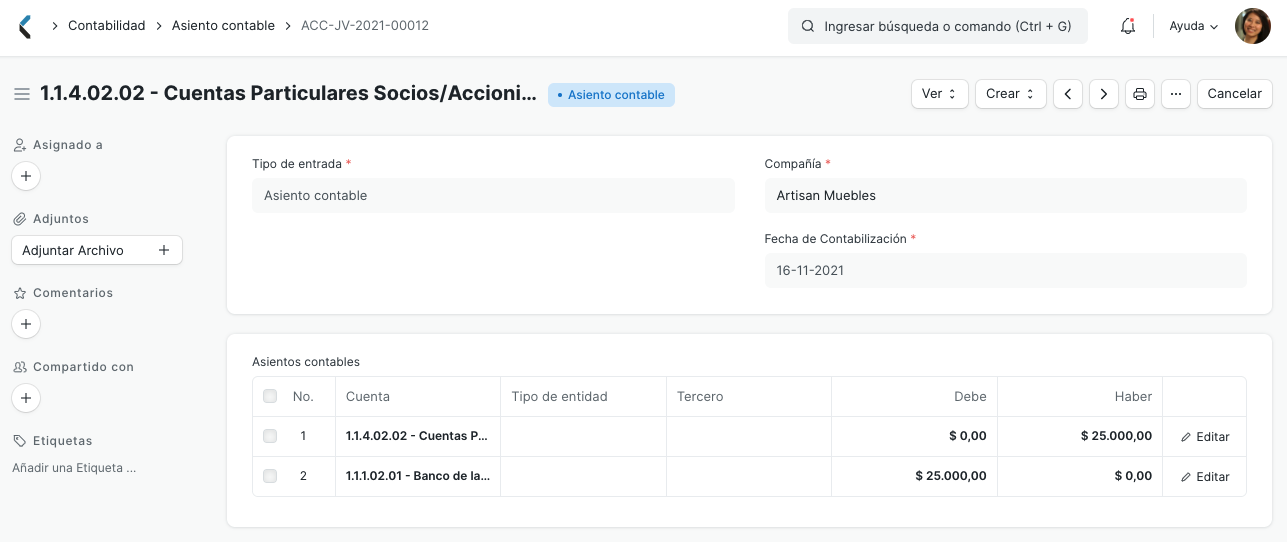 Contabilidad > Asiento contable > ACC-JV-2021-00012
Ingresar búsqueda o comando (Ctrl + G)
Ayuda
1.1.4.02.02 - Cuentas Particulares Socios/Accioni...
• Asiento contable
Ver
Crear
Cancelar
Asignado a
Adjuntos
Adjuntar Archivo
Comentarios
Compartido con
Etiquetas
Añadir una Etiqueta ...
Tipo de entrada *
Asiento contable
Compañía *
Artisan Muebles
Fecha de Contabilización *
16-11-2021
Asientos contables
No. Cuenta Tipo de entidad Tercero Debe Haber
1 1.1.4.02.02 - Cuentas P... $ 0,00 $ 25.000,00 Editar
2 1.1.1.02.01 - Banco de la... $ 25.000,00 $ 0,00 Editar